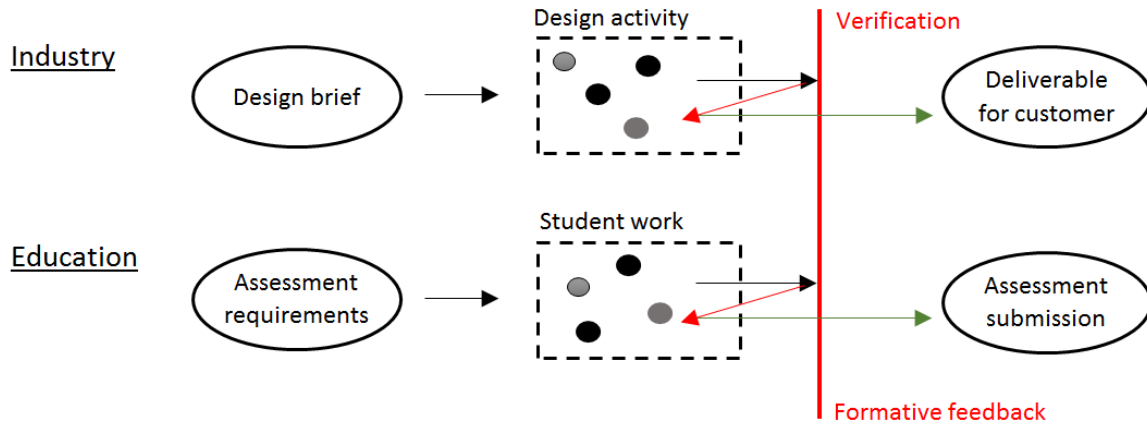 Design activity
Verification
Industry
Design brief
Deliverable
for customer
Student work
Education
Assessment
requirements
Assessment
submission
Formative feedback